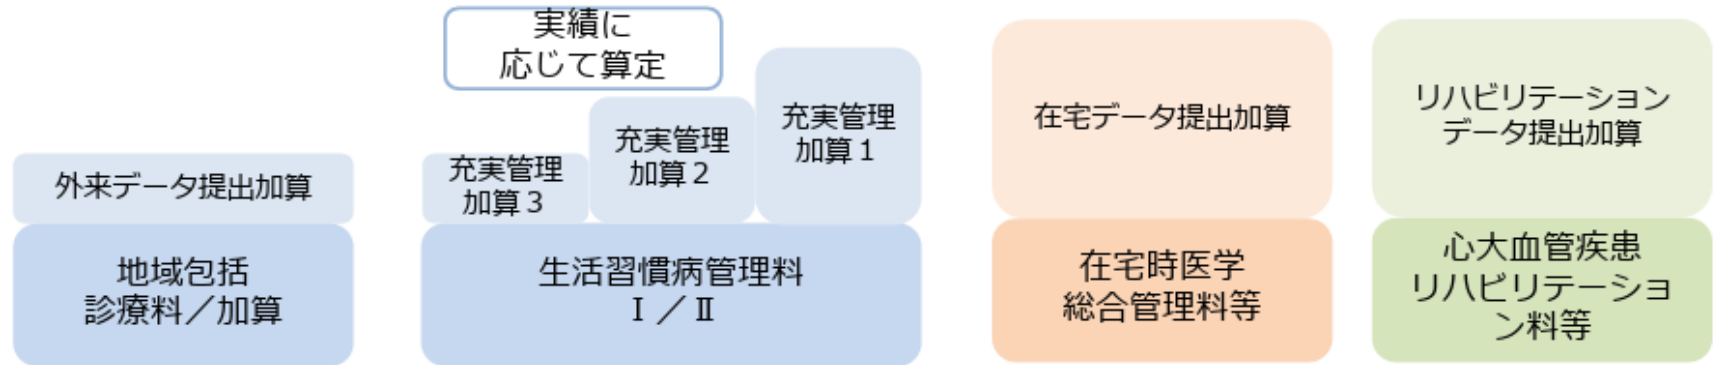 実績に
応じて算定
外来データ提出加算
地域包括
診療料／加算
充実管理
加算３
充実管理
加算２
充実管理
加算１
生活習慣病管理料
Ⅰ／Ⅱ
在宅データ提出加算
在宅時医学
総合管理料等
リハビリテーション
データ提出加算
心大血管疾患
リハビリテーショ
ン料等